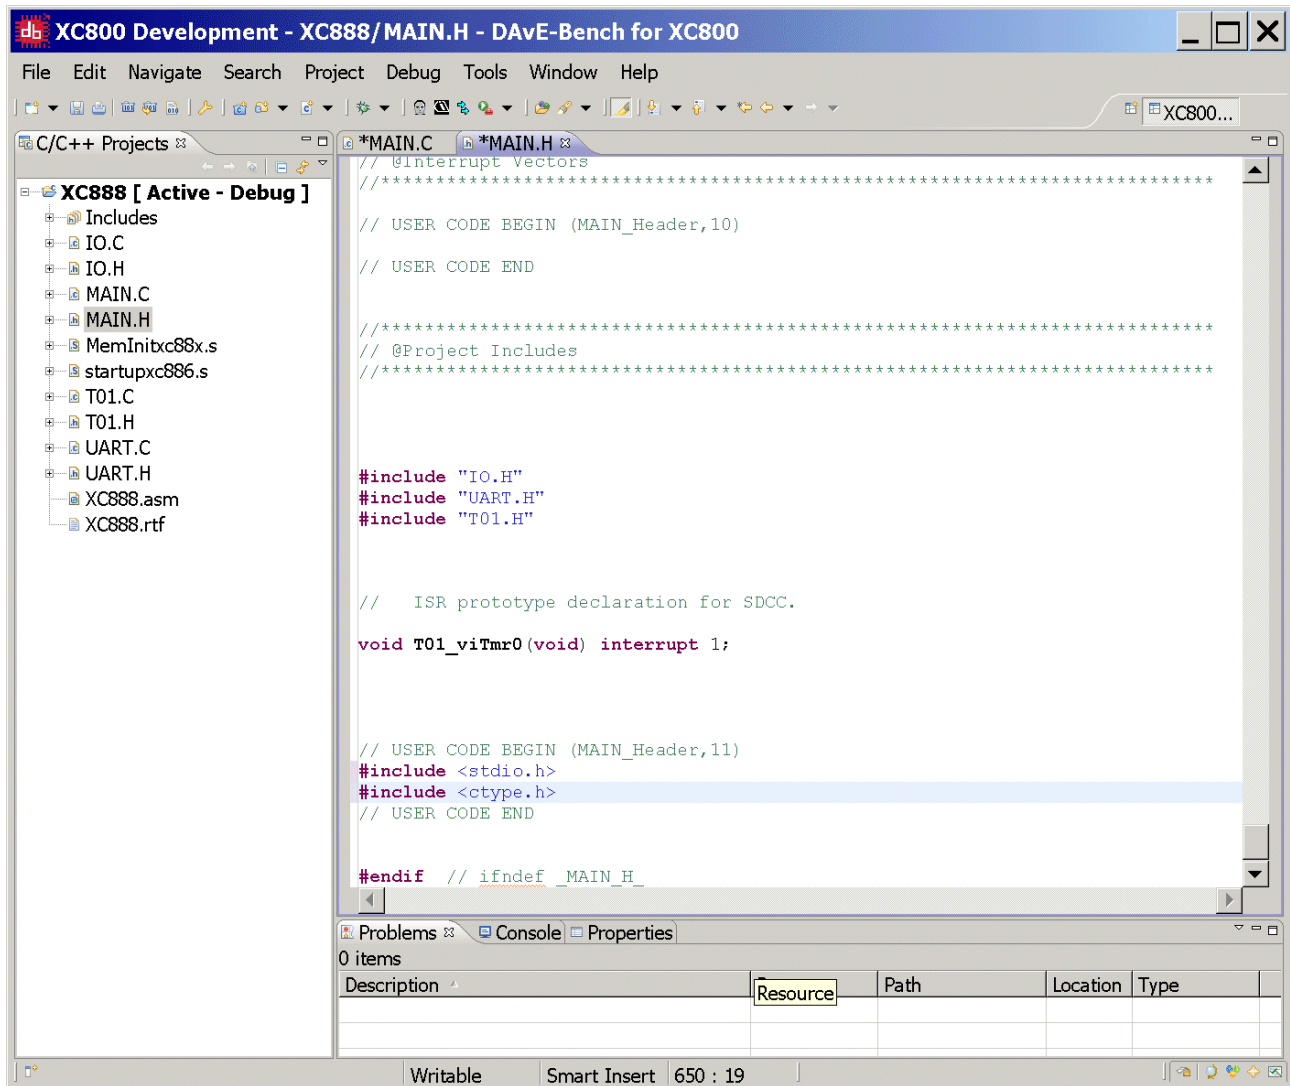 XC800 Development - XC888/MAIN.H - DAvE-Bench for XC800
File Edit Navigate Search Project Debug Tools Window Help
XC800...
C/C++ Projects
*MAIN.C *MAIN.H
XC888 [ Active - Debug ]
Includes
IO.C
IO.H
MAIN.C
MAIN.H
MemInitxc88x.s
startupxc886.s
T01.C
T01.H
UART.C
UART.H
XC888.asm
XC888.rtf
// @Interrupt Vectors
//****************************************************************************
// USER CODE BEGIN (MAIN_Header,10)
// USER CODE END
//****************************************************************************
// @Project Includes
//****************************************************************************
#include "IO.H"
#include "UART.H"
#include "T01.H"
//   ISR prototype declaration for SDCC.
void T01_viTmr0(void) interrupt 1;
// USER CODE BEGIN (MAIN_Header,11)
#include <stdio.h>
#include <ctype.h>
// USER CODE END
#endif  // ifndef _MAIN_H_
Problems Console Properties
0 items
Description Resource Path Location Type
Writable Smart Insert 650 : 19